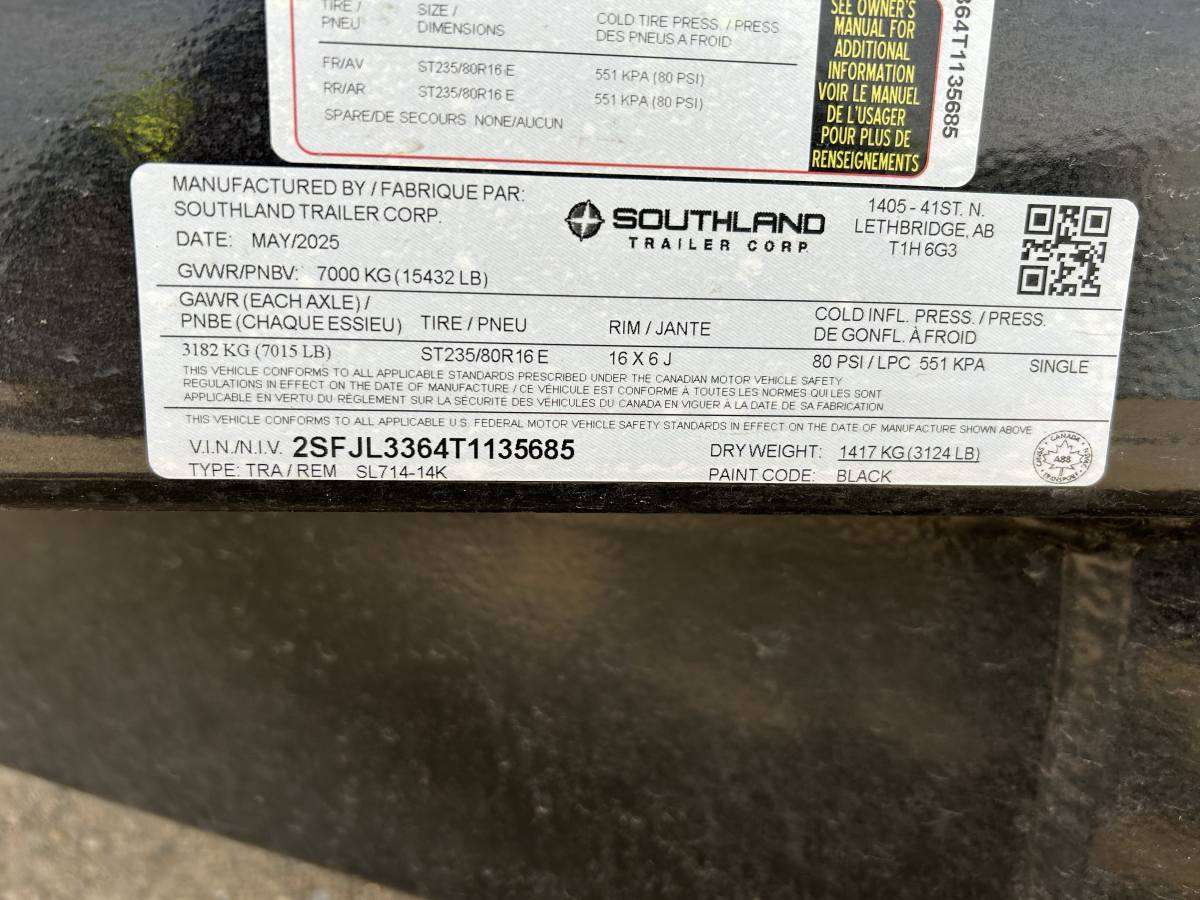 TIRE / SIZE / COLD TIRE PRESS. / PRESS
PNEU DIMENSIONS DES PNEUS A FROID
FR/AV ST235/80R16 E 551 KPA (80 PSI)
RR/AR ST235/80R16 E 551 KPA (80 PSI)
SPARE/DE SECOURS NONE/AUCUN
SEE OWNER'S
MANUAL FOR
ADDITIONAL
INFORMATION
VOIR LE MANUEL
DE L'USAGER
POUR PLUS DE
RENSEIGNEMENTS
364T1135685
MANUFACTURED BY / FABRIQUE PAR:
SOUTHLAND TRAILER CORP.
DATE: MAY/2025
GVWR/PNBV: 7000 KG (15432 LB)
SOUTHLAND
TRAILER CORP
1405 - 41ST. N.
LETHBRIDGE, AB
T1H 6G3
GAWR (EACH AXLE) /
PNBE (CHAQUE ESSIEU) TIRE / PNEU RIM / JANTE COLD INFL. PRESS. / PRESS.
DE GONFL. À FROID
3182 KG (7015 LB) ST235/80R16 E 16 X 6 J 80 PSI / LPC 551 KPA SINGLE
THIS VEHICLE CONFORMS TO ALL APPLICABLE STANDARDS PRESCRIBED UNDER THE CANADIAN MOTOR VEHICLE SAFETY
REGULATIONS IN EFFECT ON THE DATE OF MANUFACTURE / CE VÉHICULE EST CONFORME À TOUTES LES NORMES QUI LES SONT
APPLICABLE EN VERTU DU RÈGLEMENT SUR LA SÉCURITE DES VÉHICULES DU CANADA EN VIGUER À LA DATE DE SA FABRICATION
THIS VEHICLE CONFORMS TO ALL APPLICABLE U.S. FEDERAL MOTOR VEHICLE SAFETY STANDARDS IN EFFECT ON THE DATE OF MANUFACTURE SHOWN ABOVE
V.I.N./N.I.V. 2SFJL3364T1135685 DRY WEIGHT: 1417 KG (3124 LB)
TYPE: TRA / REM SL714-14K PAINT CODE: BLACK
CANADA
A88
TRANSPORT